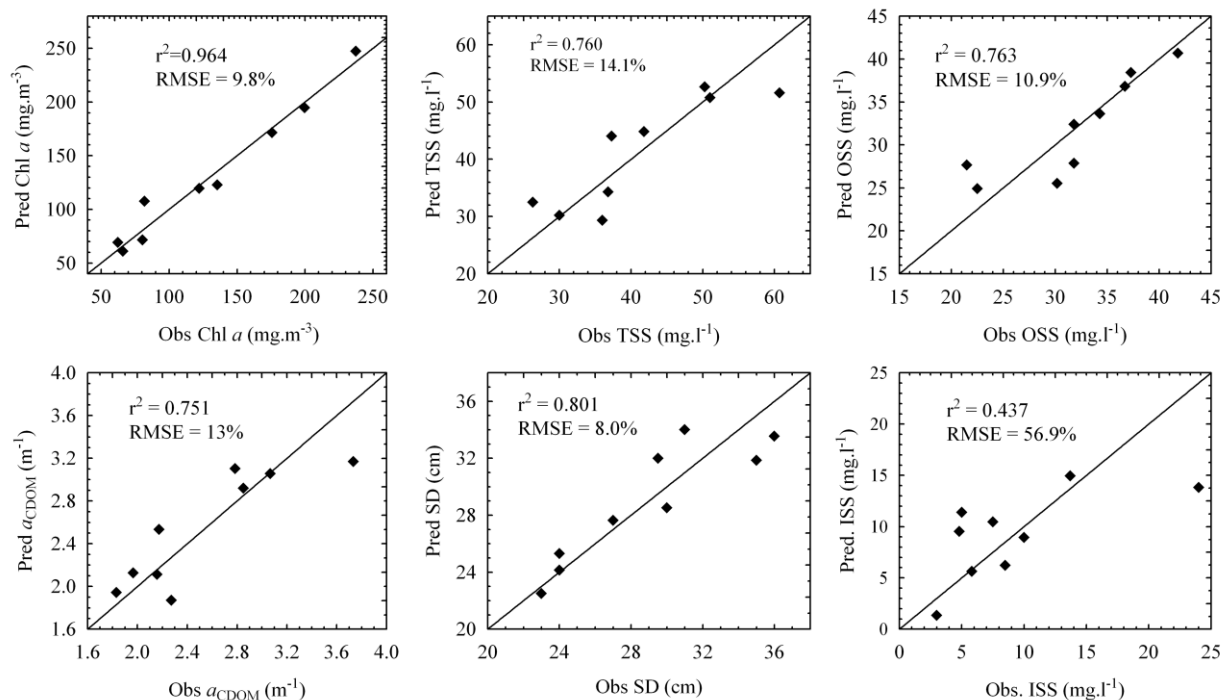 r²=0.964
RMSE = 9.8%
Pred Chl a (mg.m⁻³)
250
200
150
100
50
50 100 150 200 250
Obs Chl a (mg.m⁻³)
r² = 0.760
RMSE = 14.1%
Pred TSS (mg.l⁻¹)
60
50
40
30
20
20 30 40 50 60
Obs TSS (mg.l⁻¹)
r² = 0.763
RMSE = 10.9%
Pred OSS (mg.l⁻¹)
45
40
35
30
25
20
15
15 20 25 30 35 40 45
Obs OSS (mg.l⁻¹)
r² = 0.751
RMSE = 13%
Pred aCDOM (m⁻¹)
4.0
3.6
3.2
2.8
2.4
2.0
1.6
1.6 2.0 2.4 2.8 3.2 3.6 4.0
Obs aCDOM (m⁻¹)
r² = 0.801
RMSE = 8.0%
Pred SD (cm)
36
32
28
24
20
20 24 28 32 36
Obs SD (cm)
r² = 0.437
RMSE = 56.9%
Pred. ISS (mg.l⁻¹)
25
20
15
10
5
0
0 5 10 15 20 25
Obs. ISS (mg.l⁻¹)